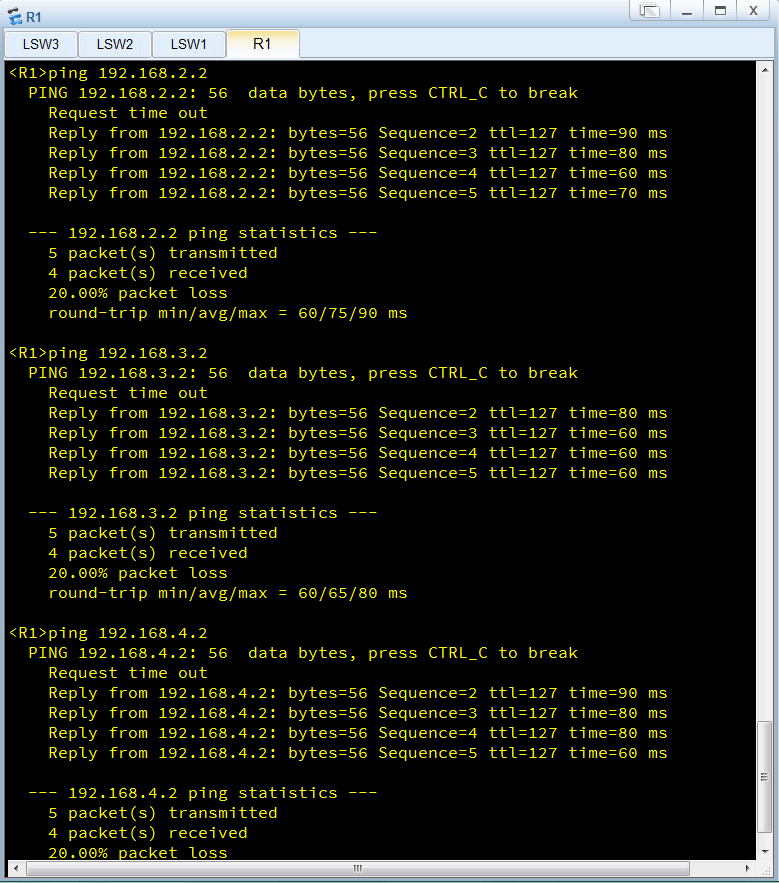 R1
LSW3 LSW2 LSW1 R1
<R1>ping 192.168.2.2
  PING 192.168.2.2: 56  data bytes, press CTRL_C to break
    Request time out
    Reply from 192.168.2.2: bytes=56 Sequence=2 ttl=127 time=90 ms
    Reply from 192.168.2.2: bytes=56 Sequence=3 ttl=127 time=80 ms
    Reply from 192.168.2.2: bytes=56 Sequence=4 ttl=127 time=60 ms
    Reply from 192.168.2.2: bytes=56 Sequence=5 ttl=127 time=70 ms

  --- 192.168.2.2 ping statistics ---
    5 packet(s) transmitted
    4 packet(s) received
    20.00% packet loss
    round-trip min/avg/max = 60/75/90 ms

<R1>ping 192.168.3.2
  PING 192.168.3.2: 56  data bytes, press CTRL_C to break
    Request time out
    Reply from 192.168.3.2: bytes=56 Sequence=2 ttl=127 time=80 ms
    Reply from 192.168.3.2: bytes=56 Sequence=3 ttl=127 time=60 ms
    Reply from 192.168.3.2: bytes=56 Sequence=4 ttl=127 time=60 ms
    Reply from 192.168.3.2: bytes=56 Sequence=5 ttl=127 time=60 ms

  --- 192.168.3.2 ping statistics ---
    5 packet(s) transmitted
    4 packet(s) received
    20.00% packet loss
    round-trip min/avg/max = 60/65/80 ms

<R1>ping 192.168.4.2
  PING 192.168.4.2: 56  data bytes, press CTRL_C to break
    Request time out
    Reply from 192.168.4.2: bytes=56 Sequence=2 ttl=127 time=90 ms
    Reply from 192.168.4.2: bytes=56 Sequence=3 ttl=127 time=80 ms
    Reply from 192.168.4.2: bytes=56 Sequence=4 ttl=127 time=80 ms
    Reply from 192.168.4.2: bytes=56 Sequence=5 ttl=127 time=60 ms

  --- 192.168.4.2 ping statistics ---
    5 packet(s) transmitted
    4 packet(s) received
    20.00% packet loss